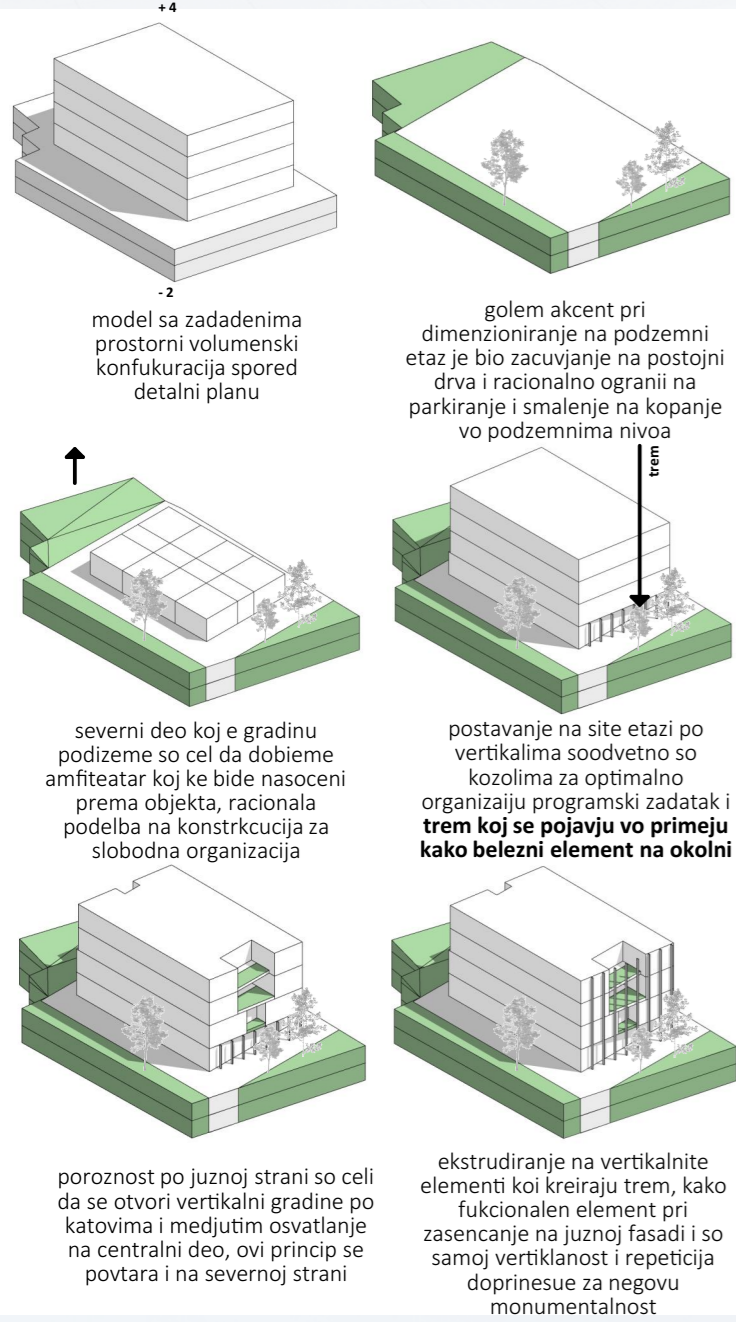 + 4
- 2
model sa zadadenima
prostorni volumenski
konfukuracija spored
detalni planu
golem akcent pri
dimenzioniranje na podzemni
etaz je bio zacuvjanje na postojni
drva i racionalno ogranii na
parkiranje i smalenje na kopanje
vo podzemnima nivoa
trem
severni deo koj e gradinu
podizeme so cel da dobieme
amfiteatar koj ke bide nasoceni
prema objekta, racionala
podelba na konstrkcucija za
slobodna organizacija
postavanje na site etazi po
vertikalima soodvetno so
kozolima za optimalno
organizaiju programski zadatak i
trem koj se pojavju vo primeju
kako belezni element na okolni
poroznost po juznoj strani so celi
da se otvori vertikalni gradine po
katovima i medjutim osvatlanje
na centralni deo, ovi princip se
povtara i na severnoj strani
ekstrudiranje na vertikalnite
elementi koi kreiraju trem, kako
fukcionalen element pri
zasencanje na juznoj fasadi i so
samoj vertiklanost i repeticija
doprinesue za negovu
monumentalnost